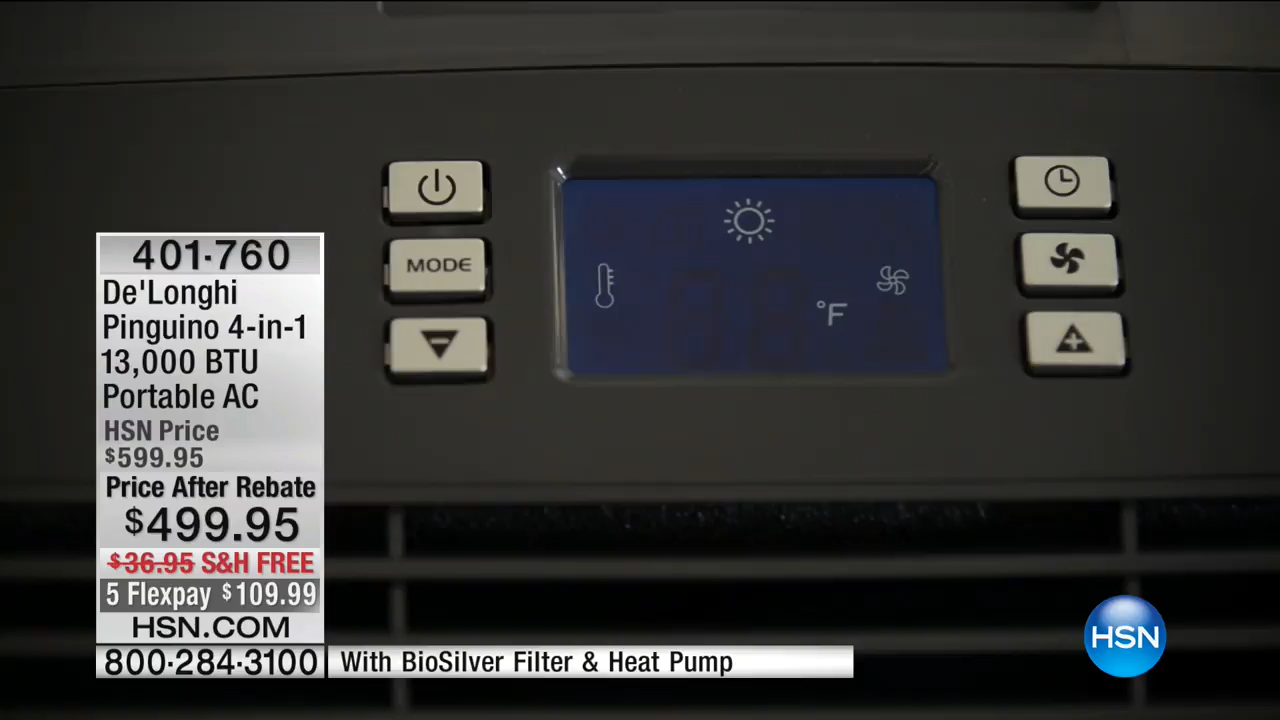 401·760
De'Longhi
Pinguino 4-in-1
13,000 BTU
Portable AC
HSN Price
$599.95
Price After Rebate
$499.95
$36.95 S&H FREE
5 Flexpay $109.99
HSN.COM
800·284·3100
With BioSilver Filter & Heat Pump
MODE
°F
HSN